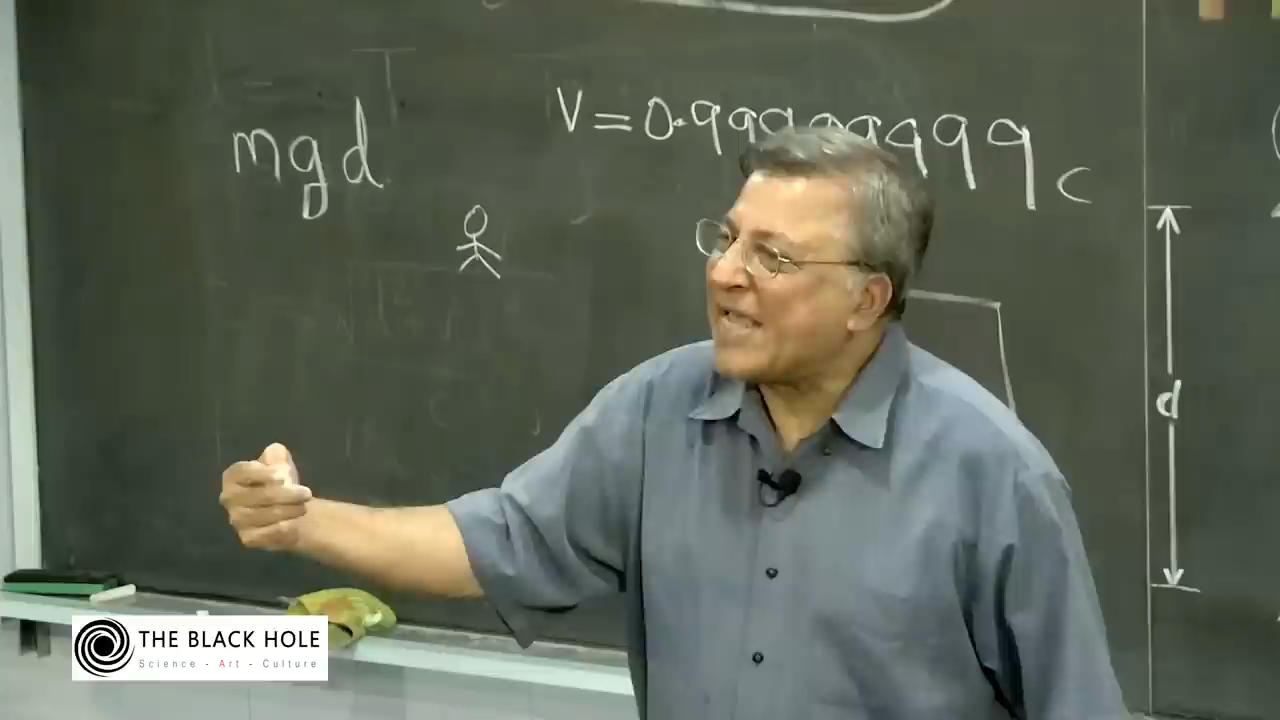 mgd
V = 0.99999999 c
d
THE BLACK HOLE
Science - Art - Culture